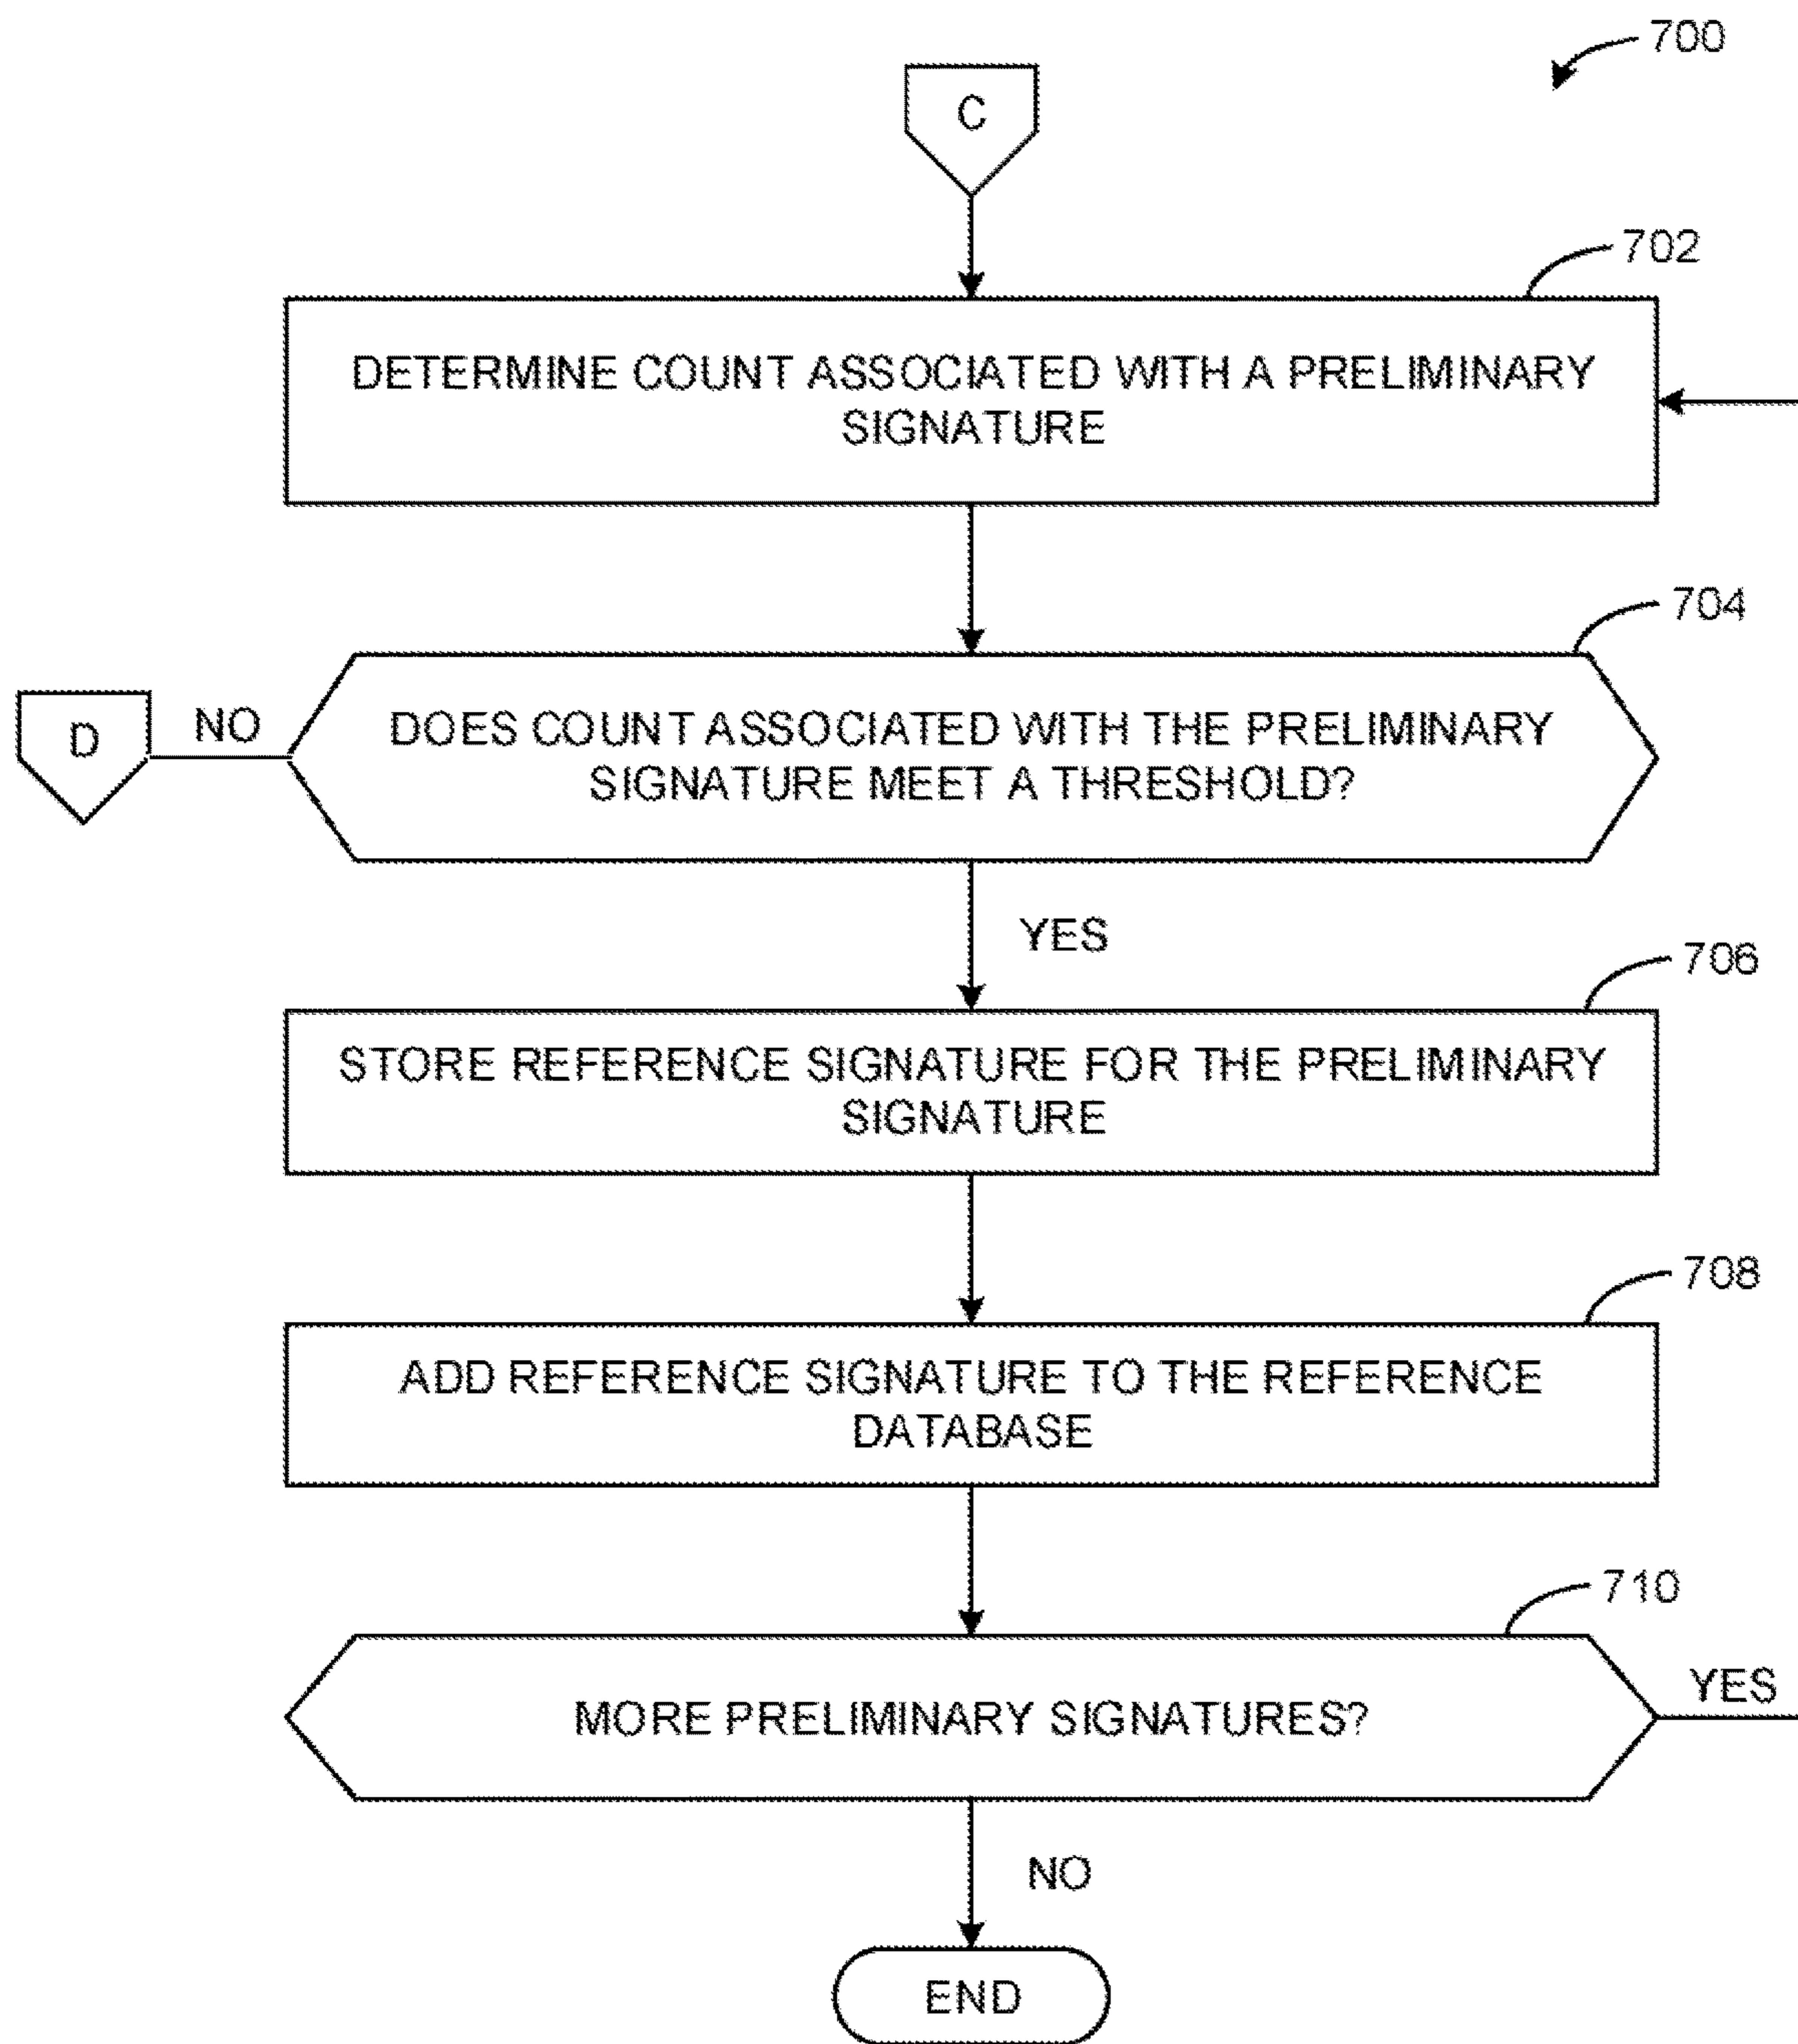 700
C
702
DETERMINE COUNT ASSOCIATED WITH A PRELIMINARY
SIGNATURE
704
D
NO
DOES COUNT ASSOCIATED WITH THE PRELIMINARY
SIGNATURE MEET A THRESHOLD?
YES
706
STORE REFERENCE SIGNATURE FOR THE PRELIMINARY
SIGNATURE
708
ADD REFERENCE SIGNATURE TO THE REFERENCE
DATABASE
710
MORE PRELIMINARY SIGNATURES?
YES
NO
END